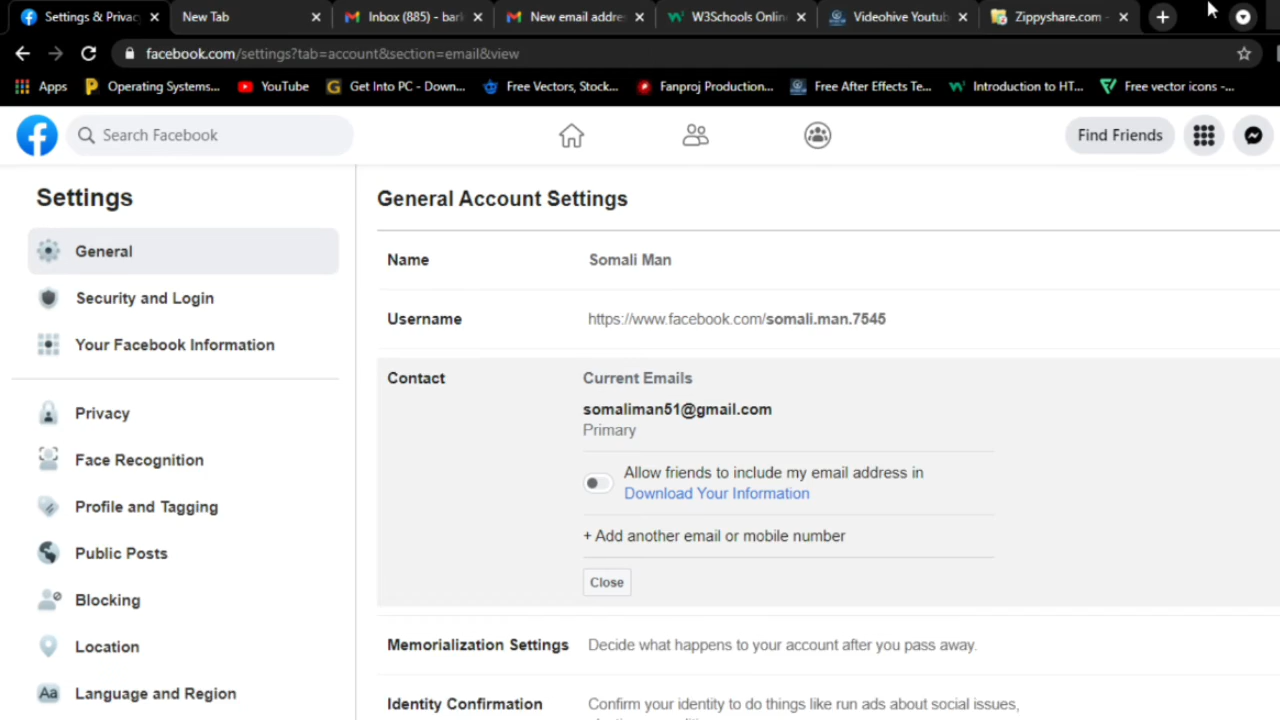 Settings & Privac
New Tab
Inbox (885) - bark
New email addre
W3Schools Onlin
Videohive Youtub
Zippyshare.com -
facebook.com/settings?tab=account&section=email&view
Apps
Operating Systems...
YouTube
Get Into PC - Down...
Free Vectors, Stock...
Fanproj Production...
Free After Effects Te...
Introduction to HT...
Free vector icons -...
Search Facebook
Find Friends
Settings
General
Security and Login
Your Facebook Information
Privacy
Face Recognition
Profile and Tagging
Public Posts
Blocking
Location
Aa Language and Region
General Account Settings
Name Somali Man
Username https://www.facebook.com/somali.man.7545
Contact Current Emails
somaliman51@gmail.com
Primary
Allow friends to include my email address in
Download Your Information
+ Add another email or mobile number
Close
Memorialization Settings Decide what happens to your account after you pass away.
Identity Confirmation Confirm your identity to do things like run ads about social issues,